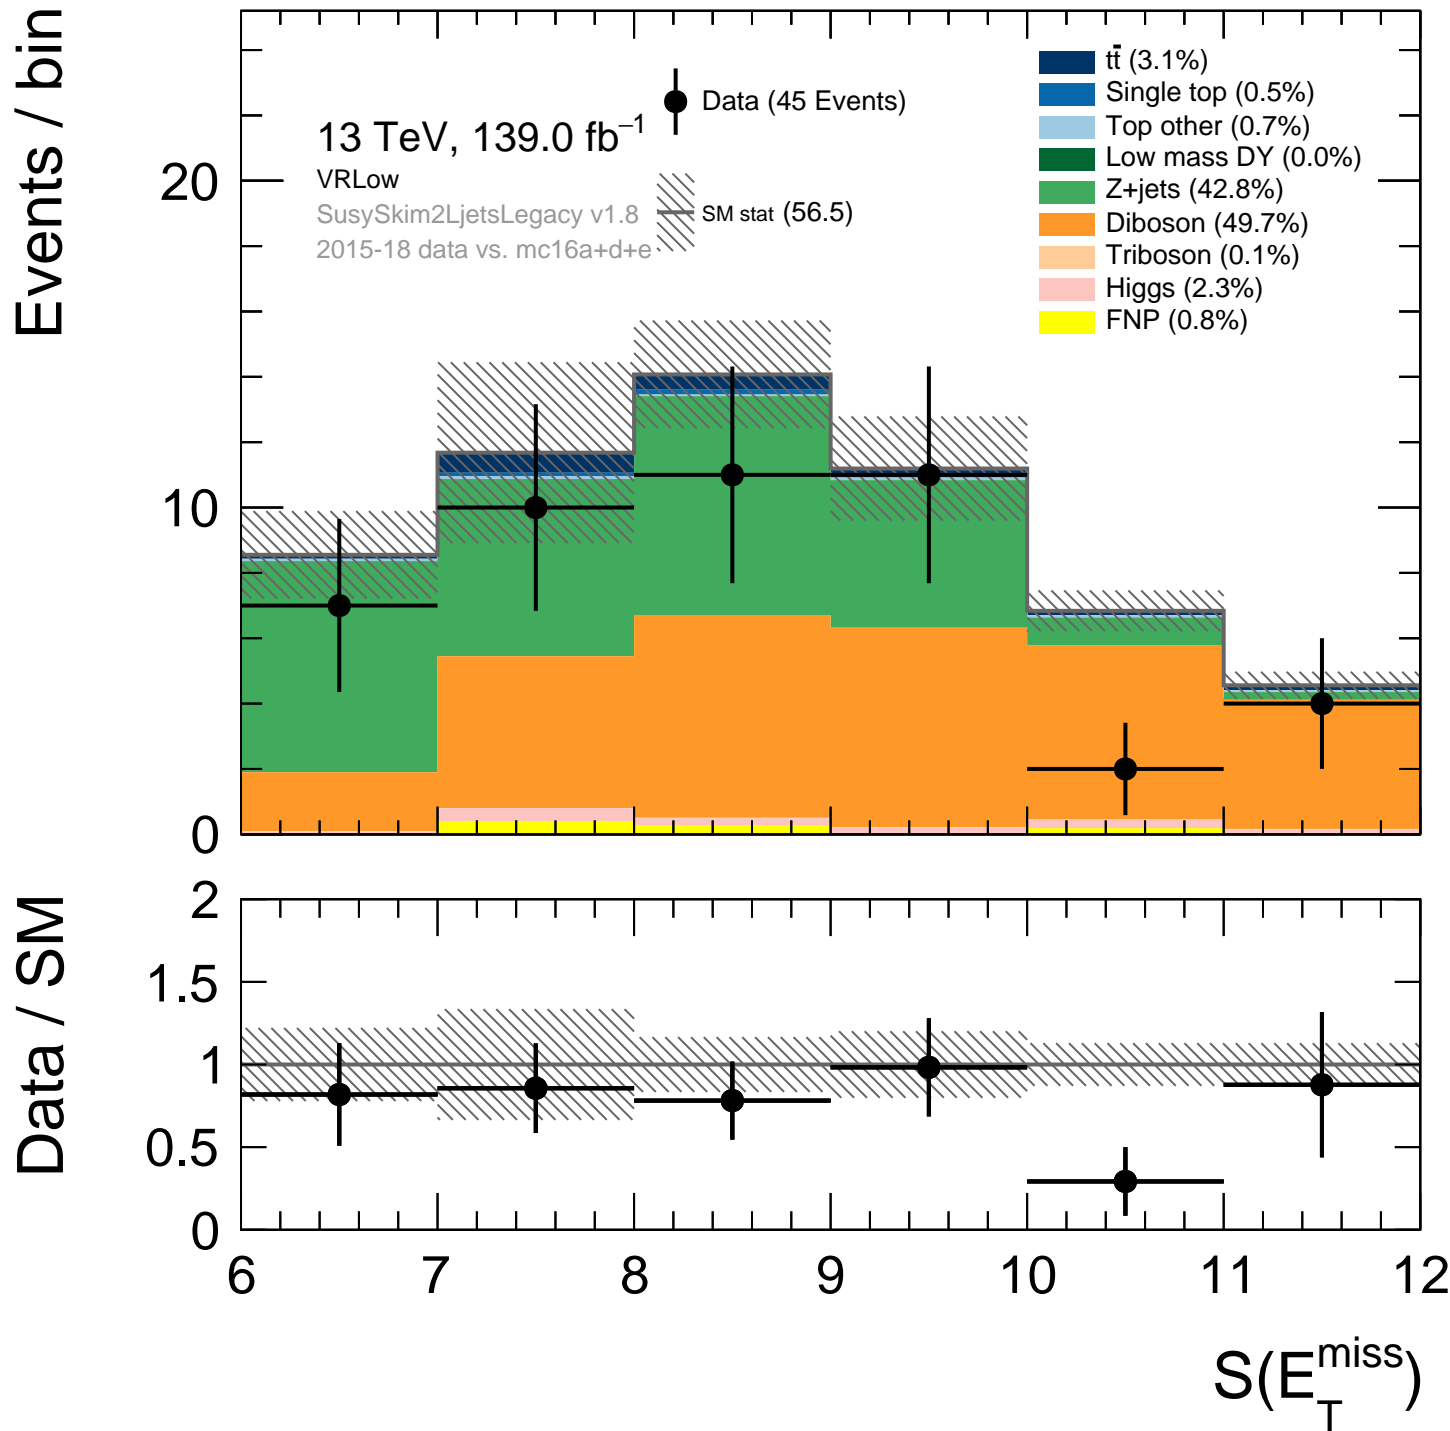 Events / bin
20
10
0
13 TeV, 139.0 fb⁻¹
VRLow
SusySkim2LjetsLegacy v1.8
2015-18 data vs. mc16a+d+e
Data (45 Events)
SM stat (56.5)
tt̄ (3.1%)
Single top (0.5%)
Top other (0.7%)
Low mass DY (0.0%)
Z+jets (42.8%)
Diboson (49.7%)
Triboson (0.1%)
Higgs (2.3%)
FNP (0.8%)
Data / SM
2
1.5
1
0.5
0
6 7 8 9 10 11 12
S(E_T^miss)